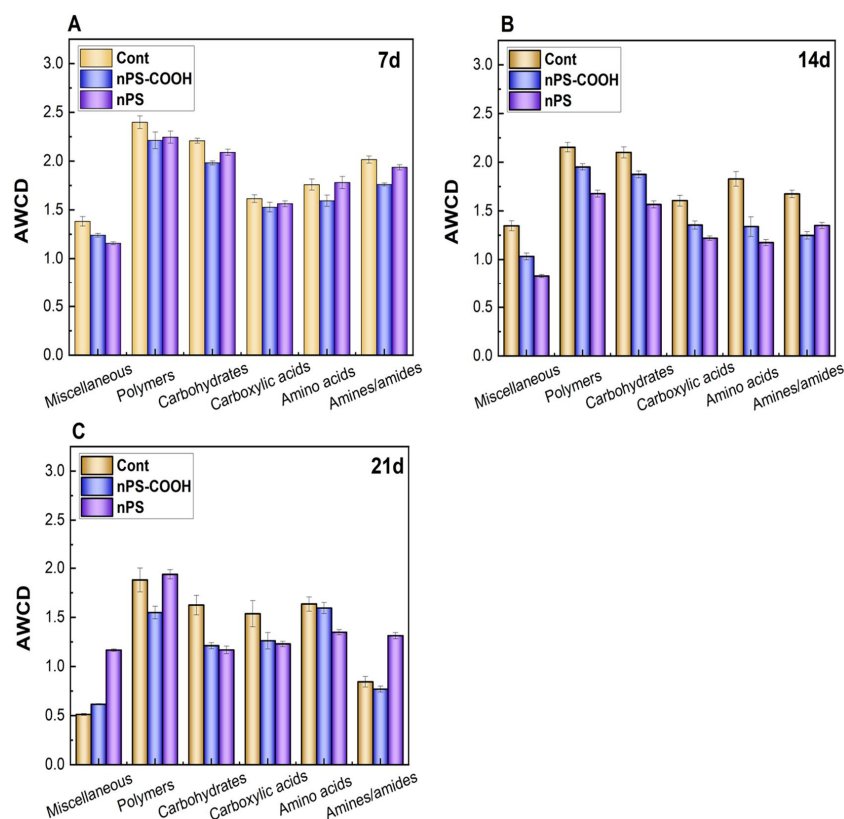 A
Cont
nPS-COOH
nPS
7d
3.0
2.5
2.0
1.5
1.0
0.5
0.0
AWCD
Miscellaneous
Polymers
Carbohydrates
Carboxylic acids
Amino acids
Amines/amides
B
Cont
nPS-COOH
nPS
14d
3.0
2.5
2.0
1.5
1.0
0.5
0.0
AWCD
Miscellaneous
Polymers
Carbohydrates
Carboxylic acids
Amino acids
Amines/amides
C
Cont
nPS-COOH
nPS
21d
3.0
2.5
2.0
1.5
1.0
0.5
0.0
AWCD
Miscellaneous
Polymers
Carbohydrates
Carboxylic acids
Amino acids
Amines/amides